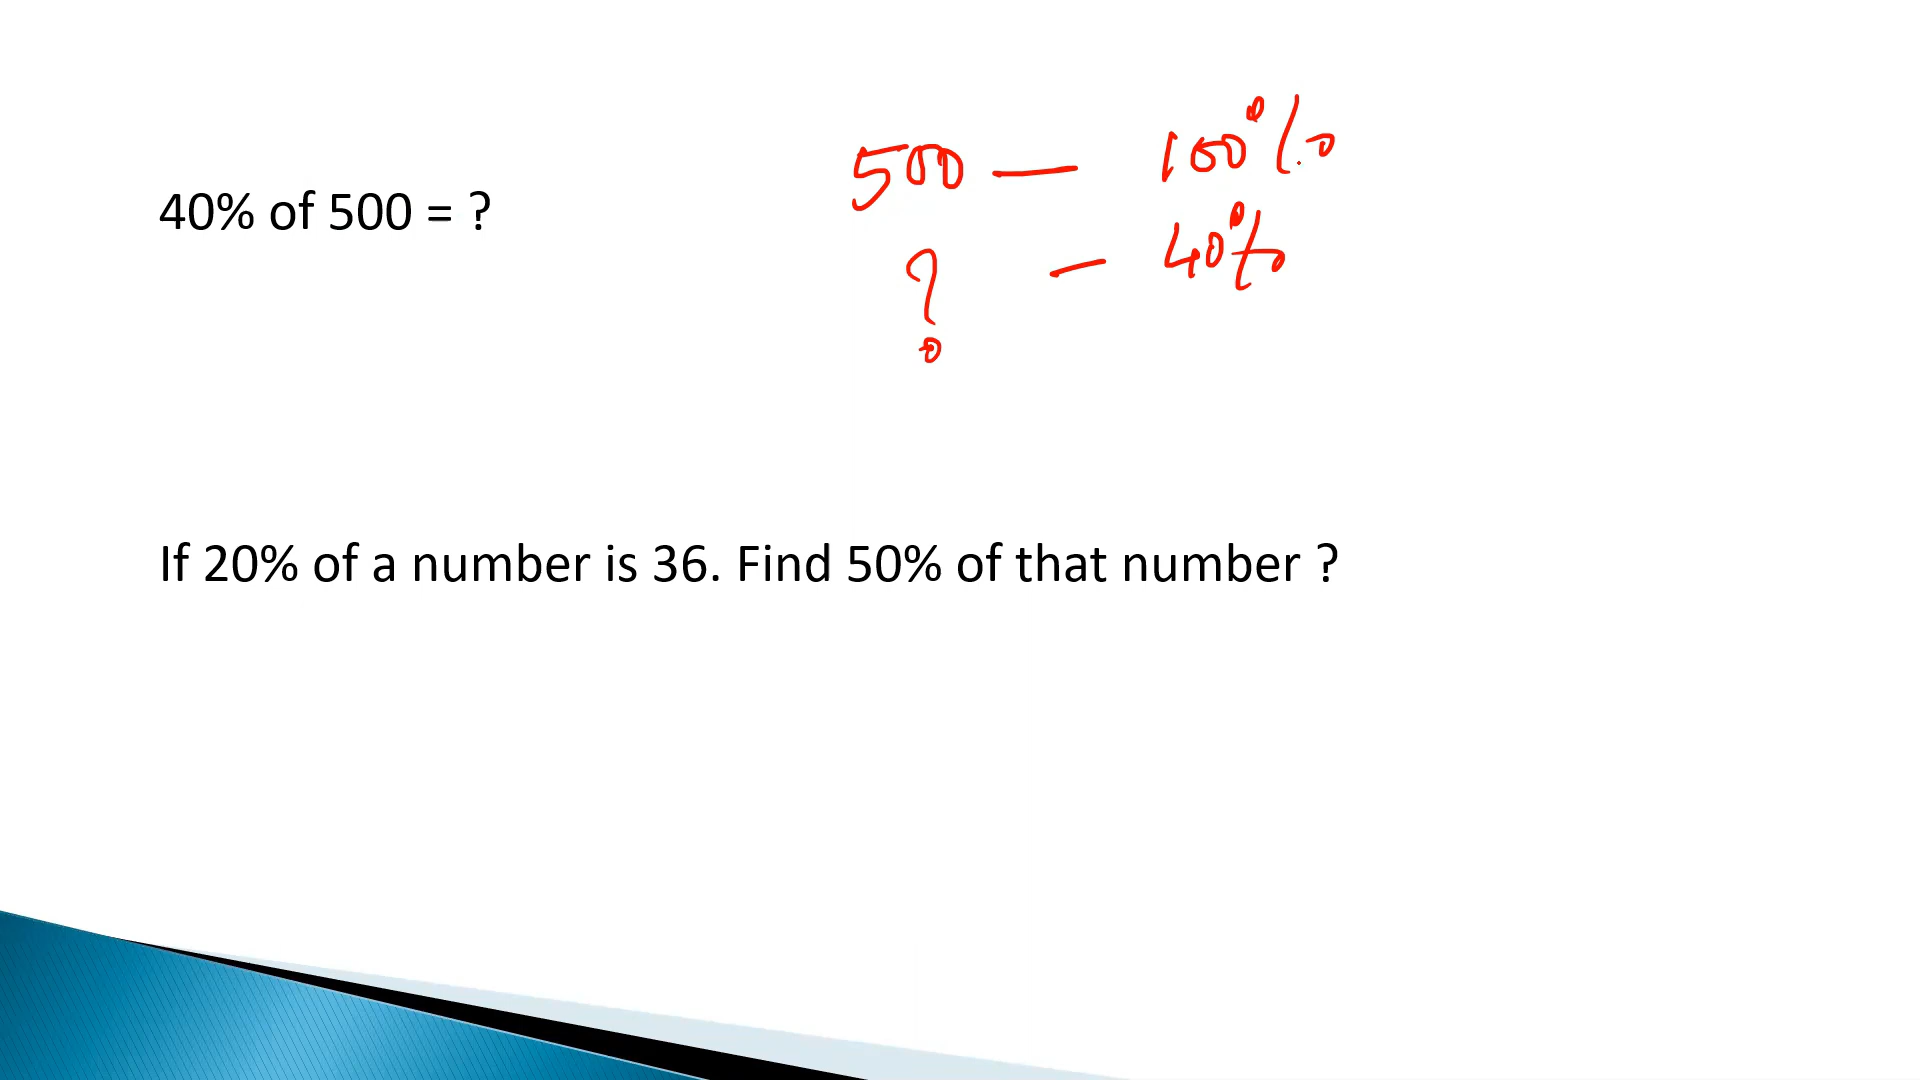 500 — 100%
40% of 500 = ?
? — 40%
If 20% of a number is 36. Find 50% of that number ?